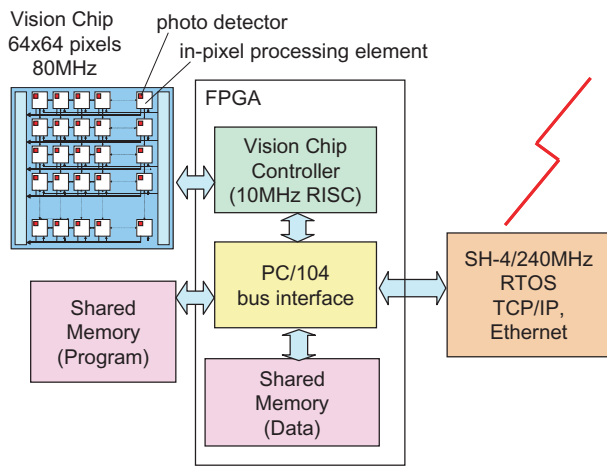 Vision Chip
64x64 pixels
80MHz
photo detector
in-pixel processing element
FPGA
Vision Chip
Controller
(10MHz RISC)
PC/104
bus interface
SH-4/240MHz
RTOS
TCP/IP,
Ethernet
Shared
Memory
(Program)
Shared
Memory
(Data)